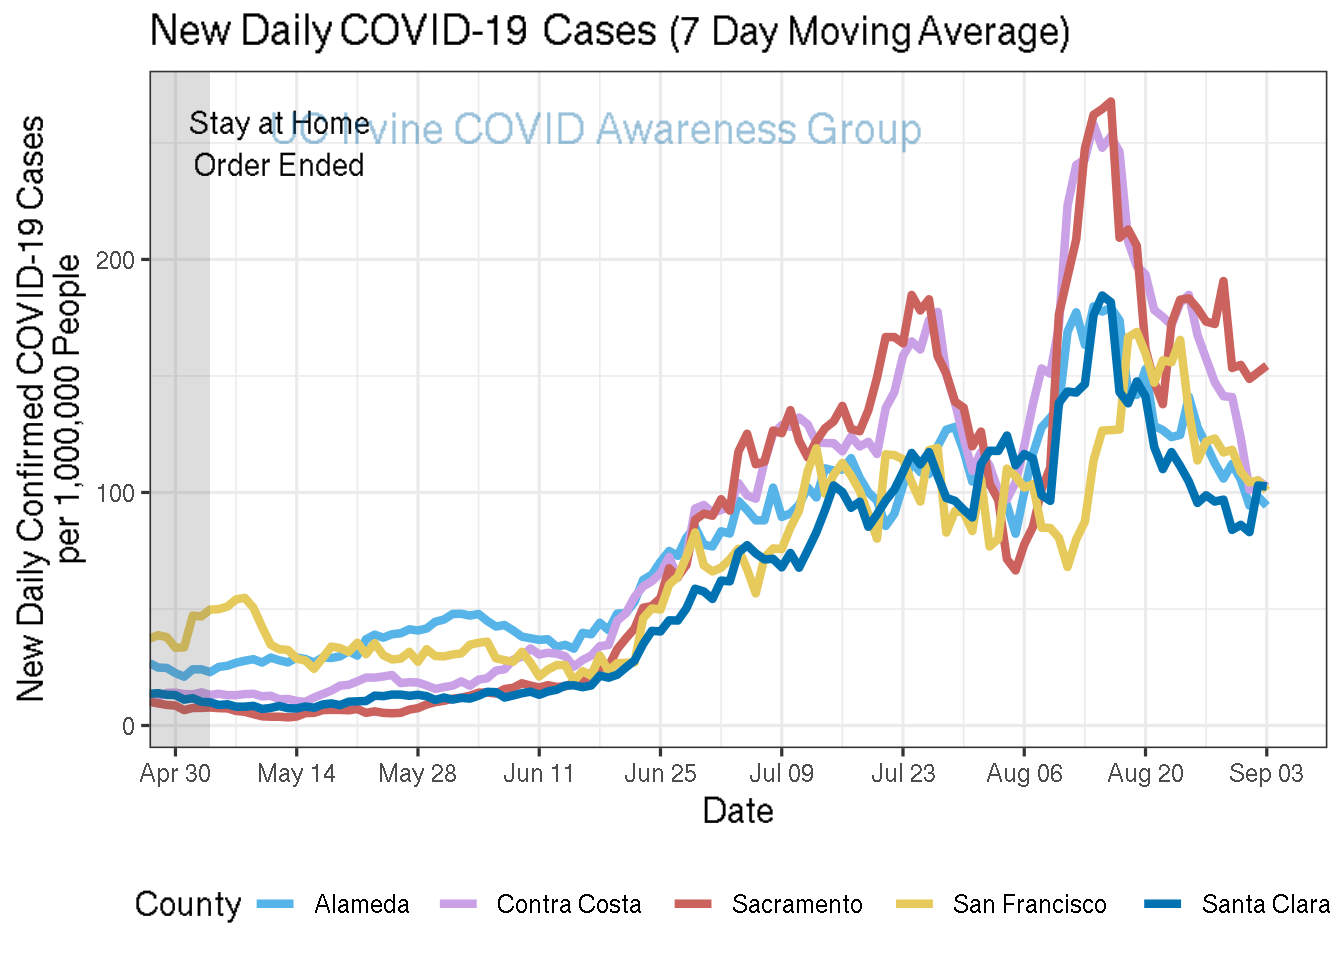 New Daily COVID-19 Cases (7 Day Moving Average)
UC Irvine COVID Awareness Group
Stay at Home
Order Ended
New Daily Confirmed COVID-19 Cases
per 1,0000,000 People
200
100
0
Apr 30 May 14 May 28 Jun 11 Jun 25 Jul 09 Jul 23 Aug 06 Aug 20 Sep 03
Date
County Alameda Contra Costa Sacramento San Francisco Santa Clara